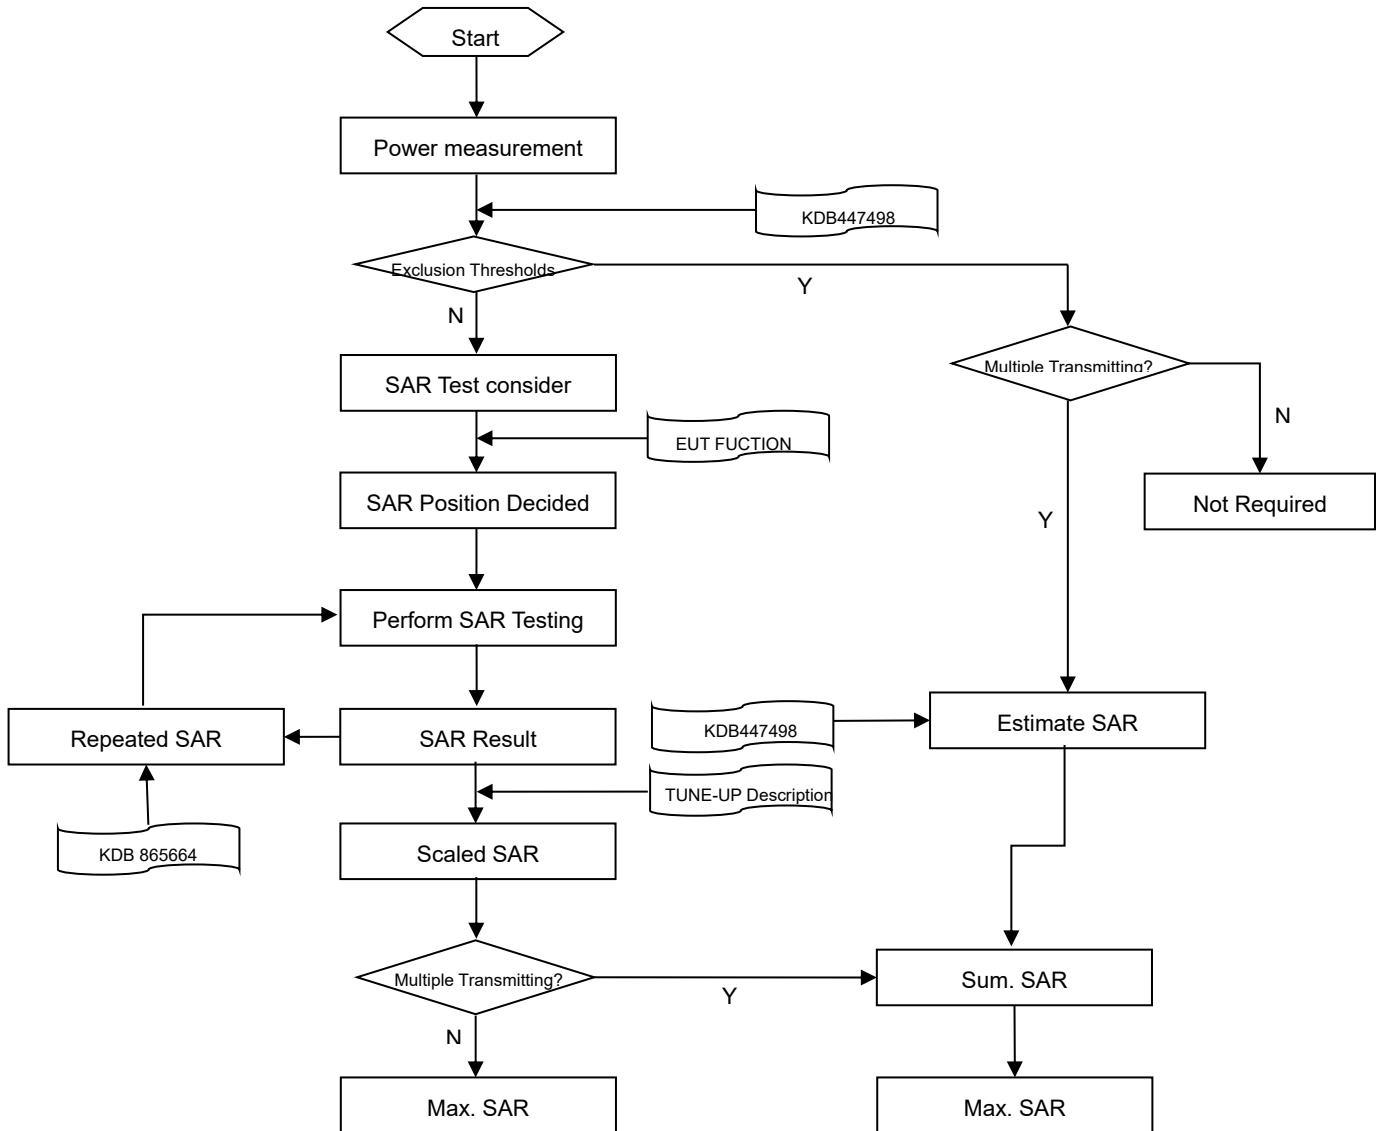 Start
Power measurement
KDB447498
Exclusion Thresholds
Y
N
Multiple Transmitting?
SAR Test consider
N
EUT FUCTION
SAR Position Decided
Not Required
Y
Perform SAR Testing
KDB447498
Estimate SAR
Repeated SAR
SAR Result
TUNE-UP Description
KDB 865664
Scaled SAR
Multiple Transmitting?
Y
Sum. SAR
N
Max. SAR
Max. SAR